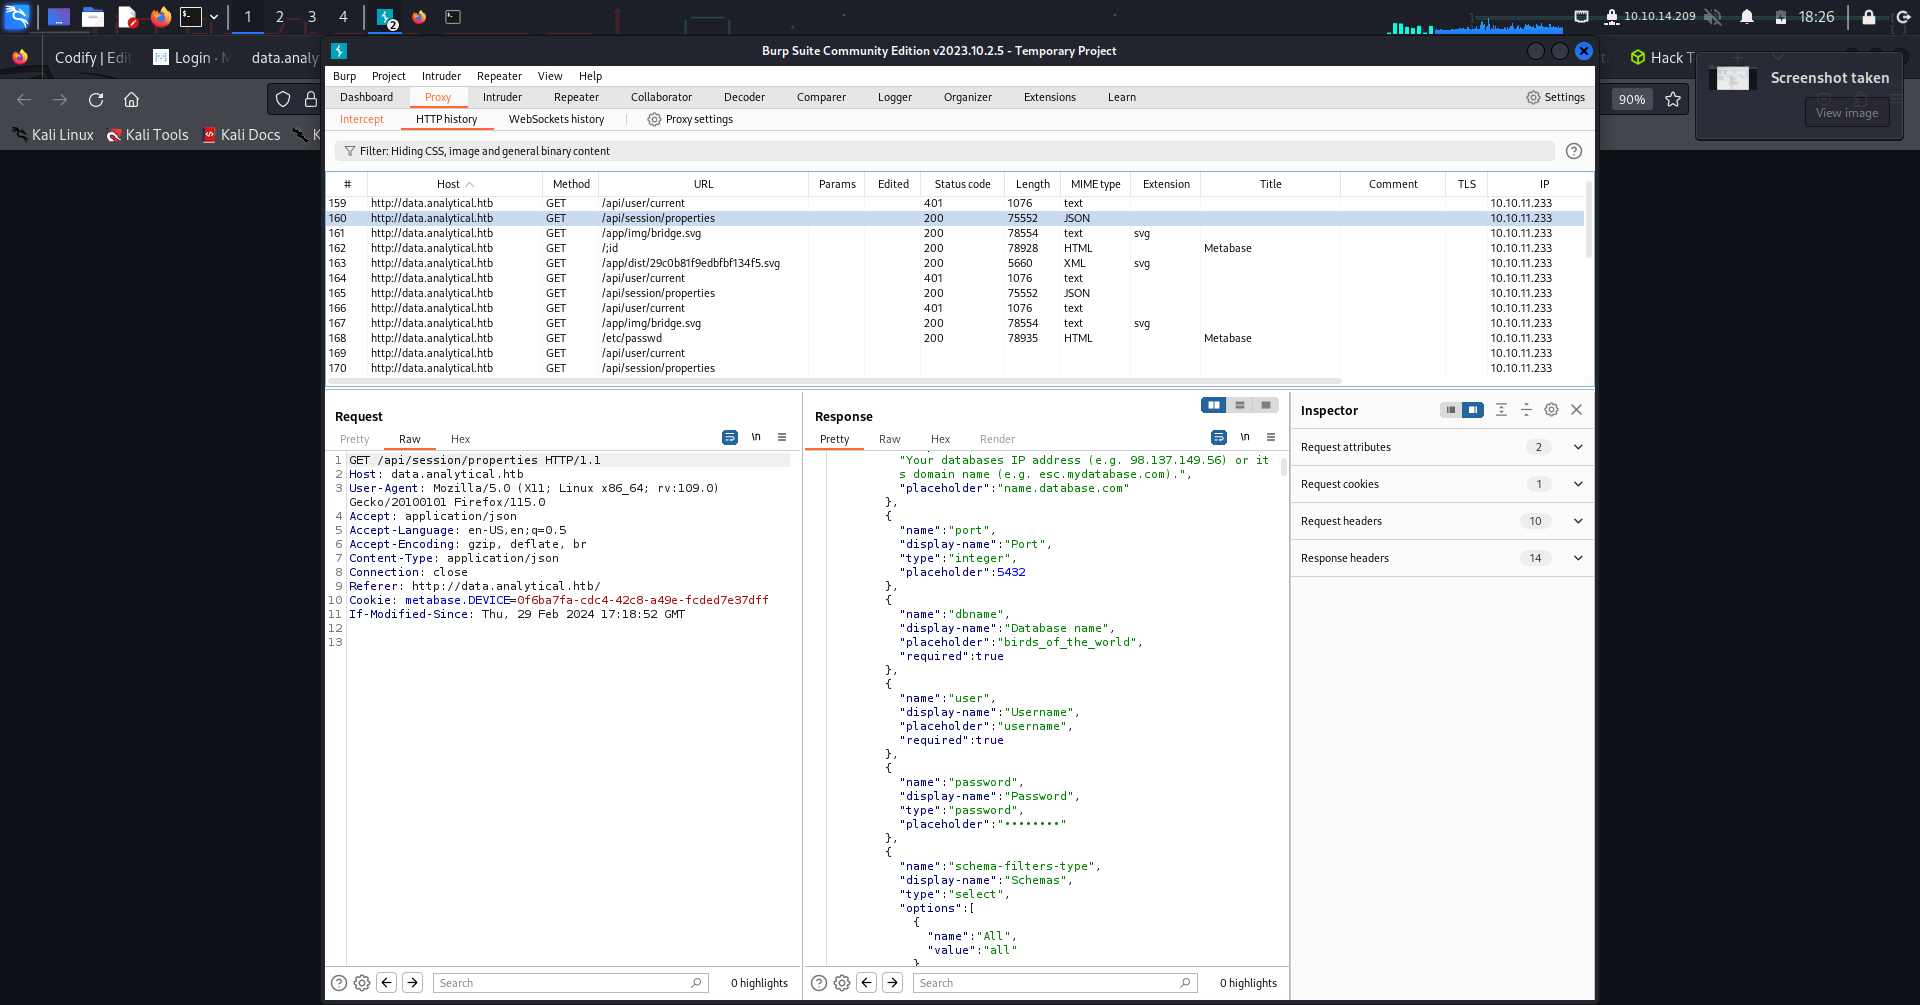 1 2 3 4 2 10.10.14.209 18:26
Burp Suite Community Edition v2023.10.2.5 - Temporary Project
Codify | Edit Login · M data.analy Hack T
Screenshot taken
View image
90%
Kali Linux Kali Tools Kali Docs K
Burp Project Intruder Repeater View Help
Dashboard Proxy Intruder Repeater Collaborator Decoder Comparer Logger Organizer Extensions Learn Settings
Intercept HTTP history WebSockets history Proxy settings
Filter: Hiding CSS, image and general binary content
# Host Method URL Params Edited Status code Length MIME type Extension Title Comment TLS IP
159 http://data.analytical.htb GET /api/user/current 401 1076 text 10.10.11.233
160 http://data.analytical.htb GET /api/session/properties 200 75552 JSON 10.10.11.233
161 http://data.analytical.htb GET /app/img/bridge.svg 200 78554 text svg 10.10.11.233
162 http://data.analytical.htb GET /;id 200 78928 HTML Metabase 10.10.11.233
163 http://data.analytical.htb GET /app/dist/29c0b81f9edbfbf134f5.svg 200 5660 XML svg 10.10.11.233
164 http://data.analytical.htb GET /api/user/current 401 1076 text 10.10.11.233
165 http://data.analytical.htb GET /api/session/properties 200 75552 JSON 10.10.11.233
166 http://data.analytical.htb GET /api/user/current 401 1076 text 10.10.11.233
167 http://data.analytical.htb GET /app/img/bridge.svg 200 78554 text svg 10.10.11.233
168 http://data.analytical.htb GET /etc/passwd 200 78935 HTML Metabase 10.10.11.233
169 http://data.analytical.htb GET /api/user/current 10.10.11.233
170 http://data.analytical.htb GET /api/session/properties 10.10.11.233
Request
Pretty Raw Hex \n
1 GET /api/session/properties HTTP/1.1
2 Host: data.analytical.htb
3 User-Agent: Mozilla/5.0 (X11; Linux x86_64; rv:109.0)
Gecko/20100101 Firefox/115.0
4 Accept: application/json
5 Accept-Language: en-US,en;q=0.5
6 Accept-Encoding: gzip, deflate, br
7 Content-Type: application/json
8 Connection: close
9 Referer: http://data.analytical.htb/
10 Cookie: metabase.DEVICE=0f6ba7fa-cdc4-42c8-a49e-fcded7e37dff
11 If-Modified-Since: Thu, 29 Feb 2024 17:18:52 GMT
12
13
Search 0 highlights
Response
Pretty Raw Hex Render \n
"Your databases IP address (e.g. 98.137.149.56) or it
s domain name (e.g. esc.mydatabase.com).",
"placeholder":"name.database.com"
},
{
"name":"port",
"display-name":"Port",
"type":"integer",
"placeholder":5432
},
{
"name":"dbname",
"display-name":"Database name",
"placeholder":"birds_of_the_world",
"required":true
},
{
"name":"user",
"display-name":"Username",
"placeholder":"username",
"required":true
},
{
"name":"password",
"display-name":"Password",
"type":"password",
"placeholder":"••••••••"
},
{
"name":"schema-filters-type",
"display-name":"Schemas",
"type":"select",
"options":[
{
"name":"All",
"value":"all"
}
Search 0 highlights
Inspector
Request attributes 2
Request cookies 1
Request headers 10
Response headers 14